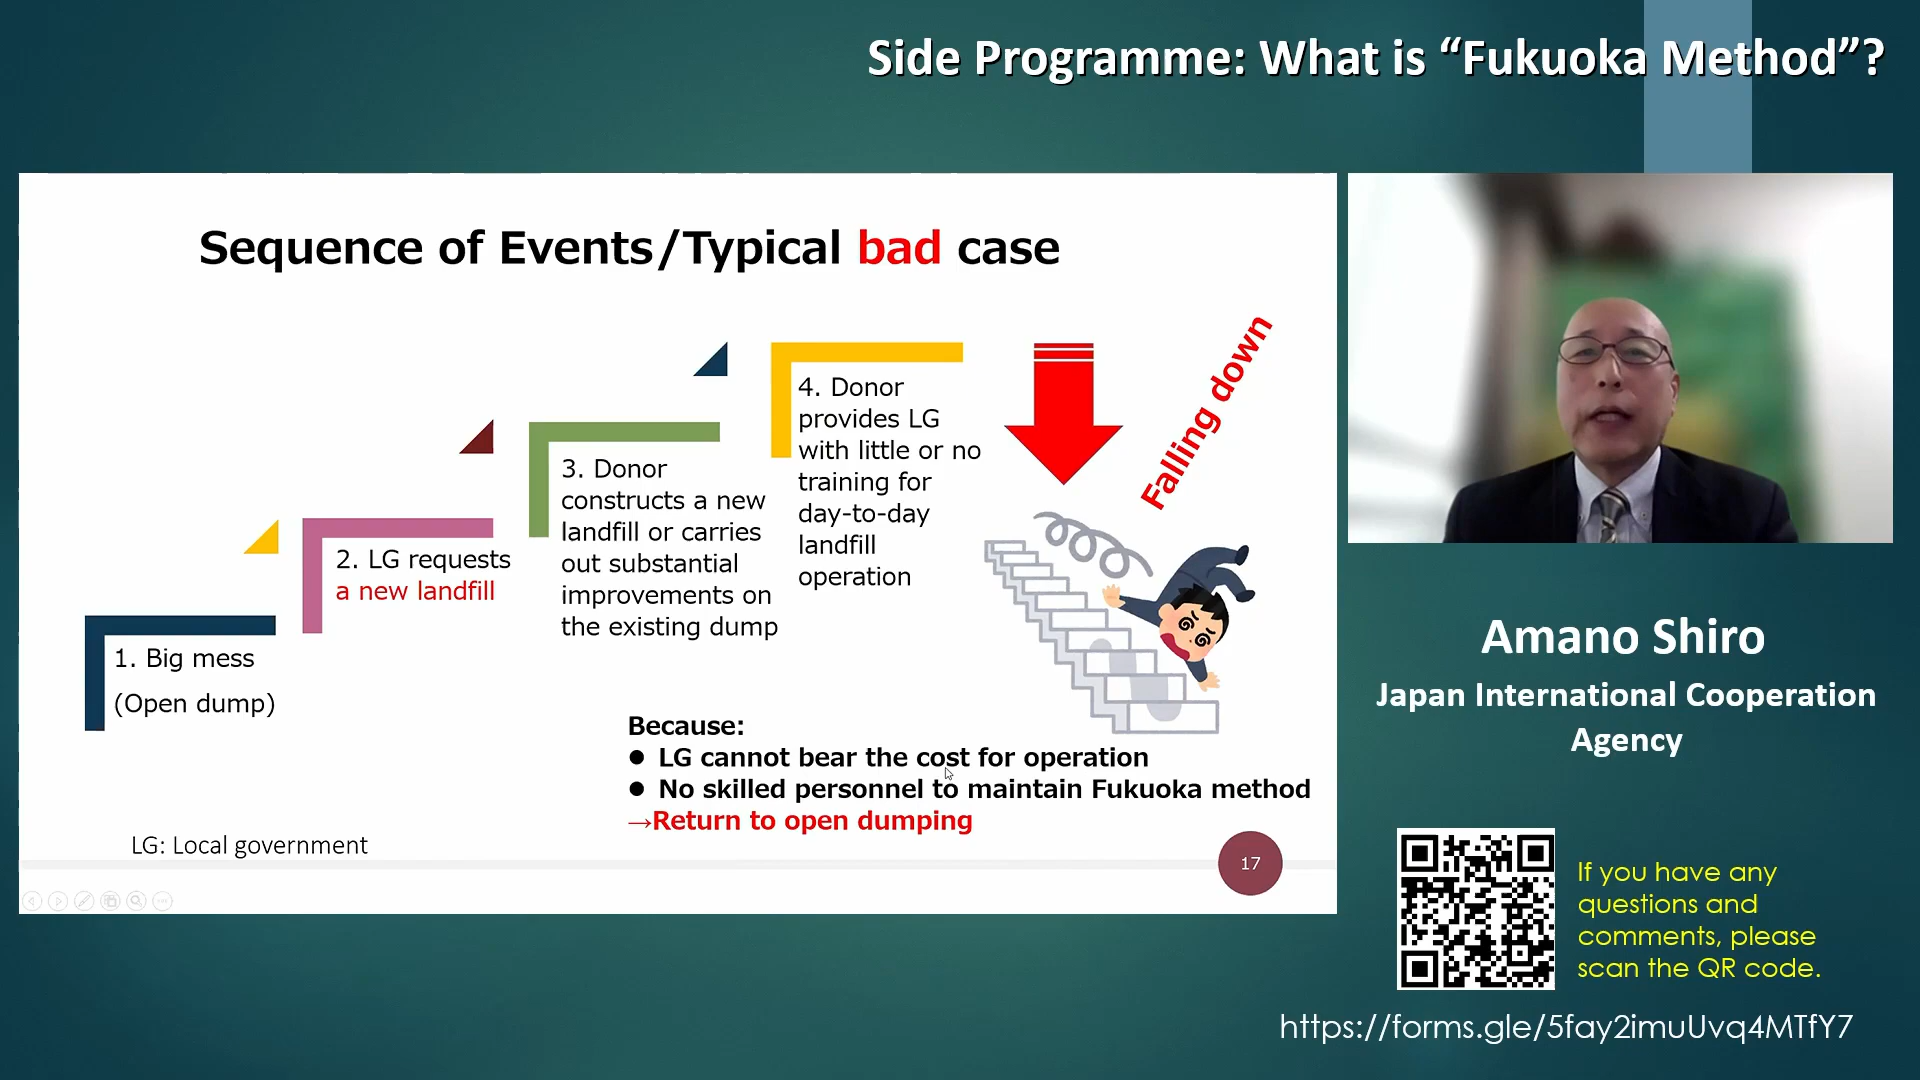 Side Programme: What is “Fukuoka Method”?
Sequence of Events/Typical bad case
1. Big mess
(Open dump)
2. LG requests
a new landfill
3. Donor
constructs a new
landfill or carries
out substantial
improvements on
the existing dump
4. Donor
provides LG
with little or no
training for
day-to-day
landfill
operation
Falling down
Because:
● LG cannot bear the cost for operation
● No skilled personnel to maintain Fukuoka method
→Return to open dumping
LG: Local government
17
Amano Shiro
Japan International Cooperation
Agency
If you have any
questions and
comments, please
scan the QR code.
https://forms.gle/5fay2imuUvq4MTfY7